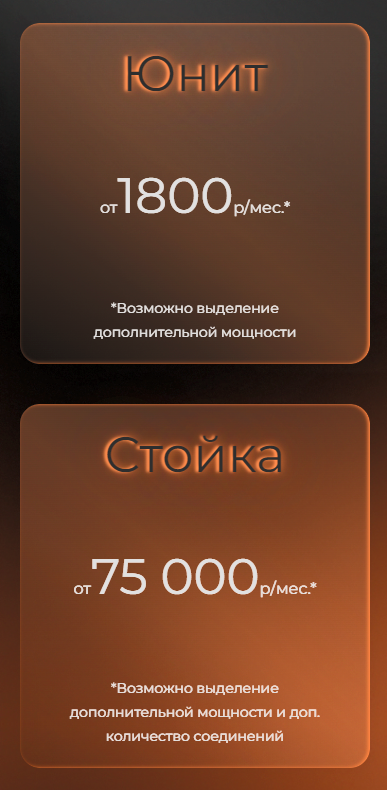 Юнит
от 1800 р/мес.*
*Возможно выделение
дополнительной мощности
Стойка
от 75 000 р/мес.*
*Возможно выделение
дополнительной мощности и доп.
количество соединений